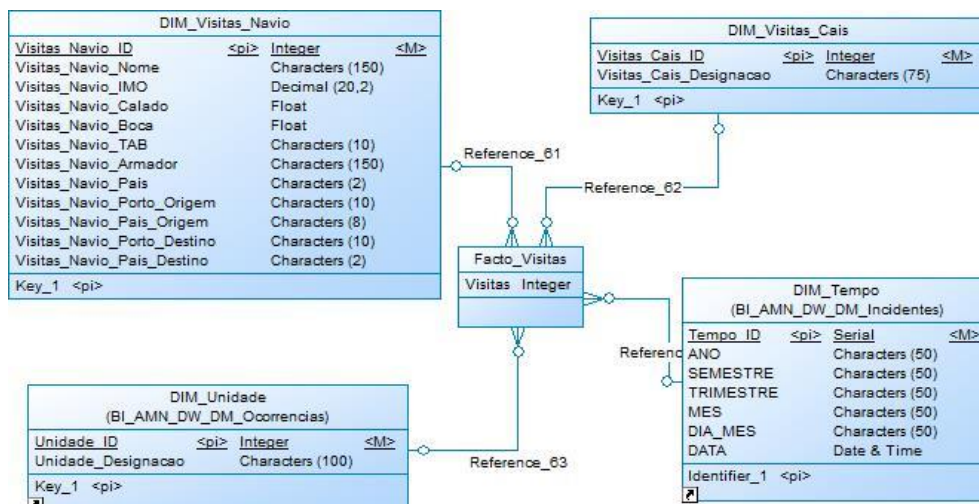 DIM_Visitas_Navio
Visitas_Navio_ID <pi> Integer <M>
Visitas_Navio_Nome Characters (150)
Visitas_Navio_IMO Decimal (20,2)
Visitas_Navio_Calado Float
Visitas_Navio_Boca Float
Visitas_Navio_TAB Characters (10)
Visitas_Navio_Armador Characters (150)
Visitas_Navio_Pais Characters (2)
Visitas_Navio_Porto_Origem Characters (10)
Visitas_Navio_Pais_Origem Characters (8)
Visitas_Navio_Porto_Destino Characters (10)
Visitas_Navio_Pais_Destino Characters (2)
Key_1 <pi>
DIM_Visitas_Cais
Visitas_Cais_ID <pi> Integer <M>
Visitas_Cais_Designacao Characters (75)
Key_1 <pi>
Reference_61
Reference_62
Facto_Visitas
Visitas Integer
DIM_Tempo
(BI_AMN_DW_DM_Incidentes)
Tempo_ID <pi> Serial <M>
ANO Characters (50)
SEMESTRE Characters (50)
TRIMESTRE Characters (50)
MES Characters (50)
DIA_MES Characters (50)
DATA Date & Time
Identifier_1 <pi>
Referenc
DIM_Unidade
(BI_AMN_DW_DM_Ocorrencias)
Unidade_ID <pi> Integer <M>
Unidade_Designacao Characters (100)
Key_1 <pi>
Reference_63